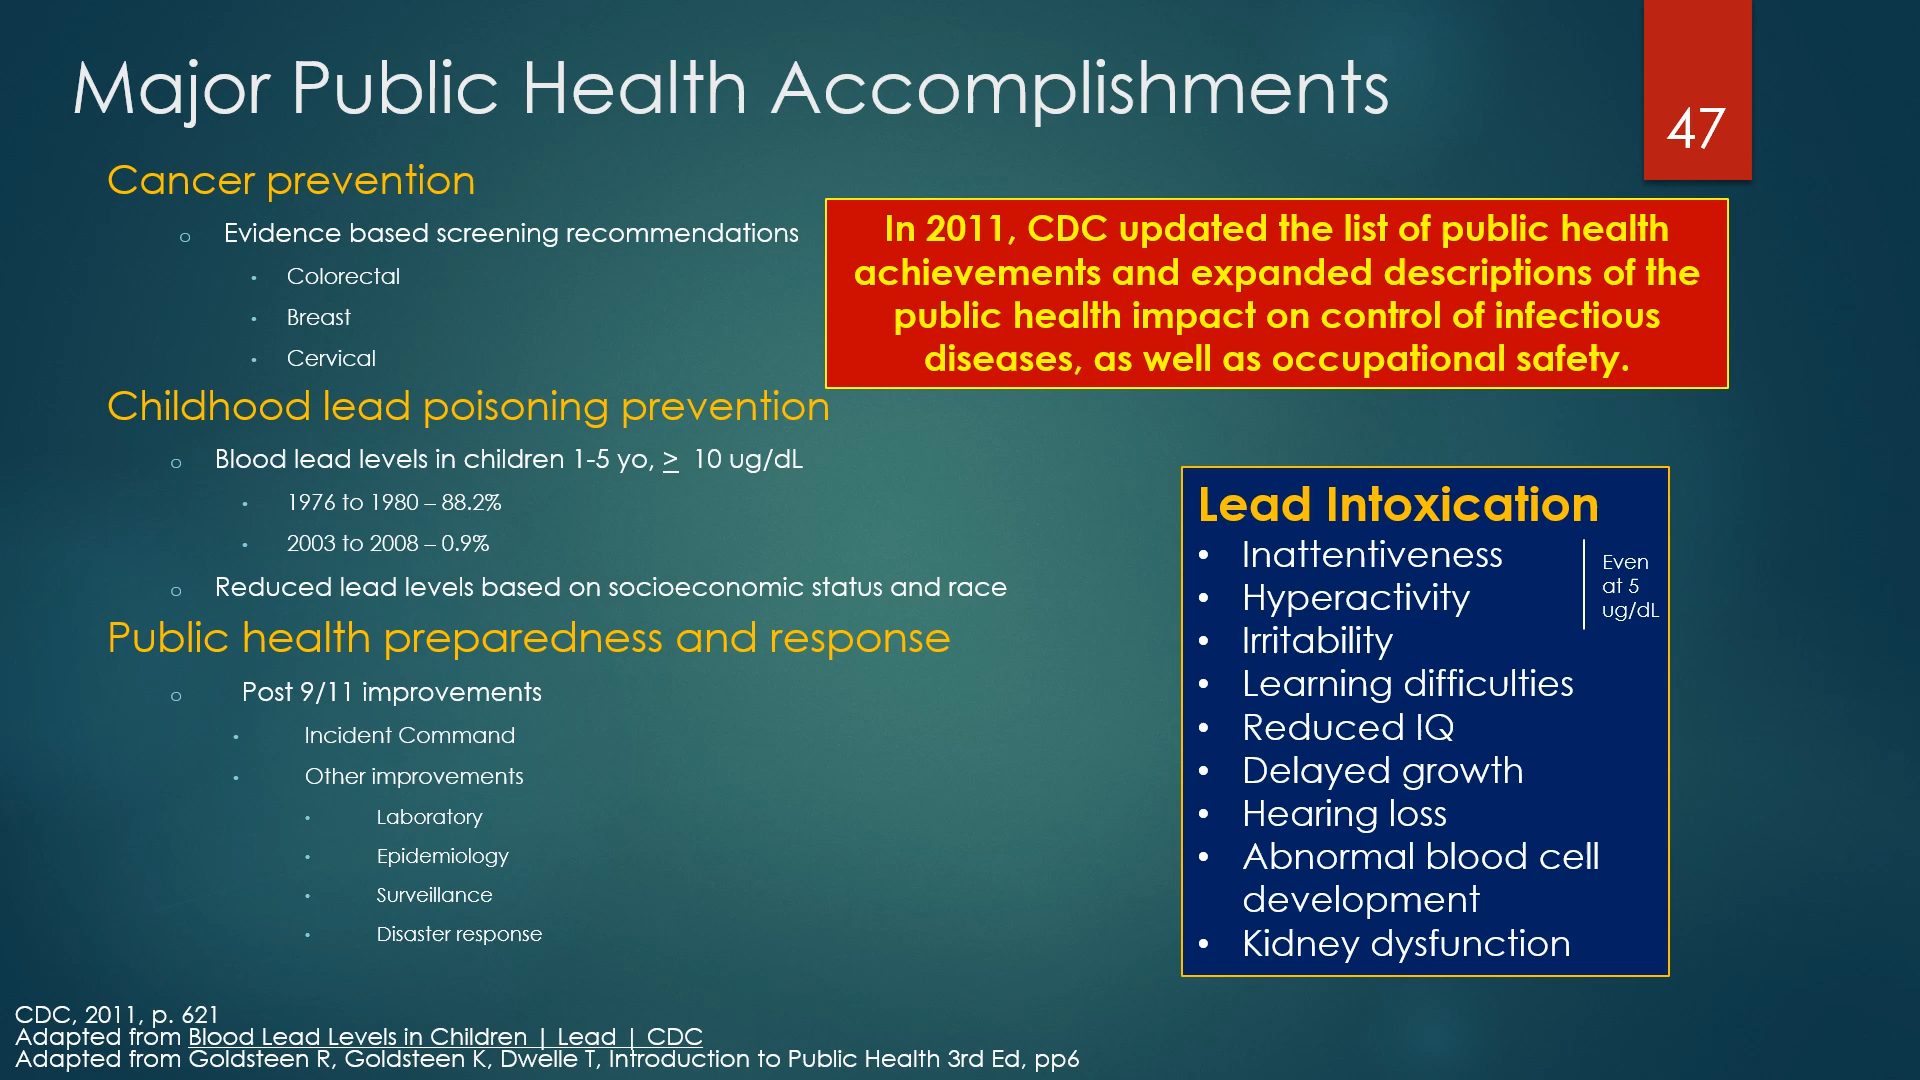 Major Public Health Accomplishments
47
Cancer prevention
o Evidence based screening recommendations
• Colorectal
• Breast
• Cervical
In 2011, CDC updated the list of public health
achievements and expanded descriptions of the
public health impact on control of infectious
diseases, as well as occupational safety.
Childhood lead poisoning prevention
o Blood lead levels in children 1-5 yo, > 10 ug/dL
• 1976 to 1980 – 88.2%
• 2003 to 2008 – 0.9%
o Reduced lead levels based on socioeconomic status and race
Public health preparedness and response
o Post 9/11 improvements
• Incident Command
• Other improvements
• Laboratory
• Epidemiology
• Surveillance
• Disaster response
Lead Intoxication
• Inattentiveness
• Hyperactivity
• Irritability
Even
at 5
ug/dL
• Learning difficulties
• Reduced IQ
• Delayed growth
• Hearing loss
• Abnormal blood cell
development
• Kidney dysfunction
CDC, 2011, p. 621
Adapted from Blood Lead Levels in Children | Lead | CDC
Adapted from Goldsteen R, Goldsteen K, Dwelle T, Introduction to Public Health 3rd Ed, pp6